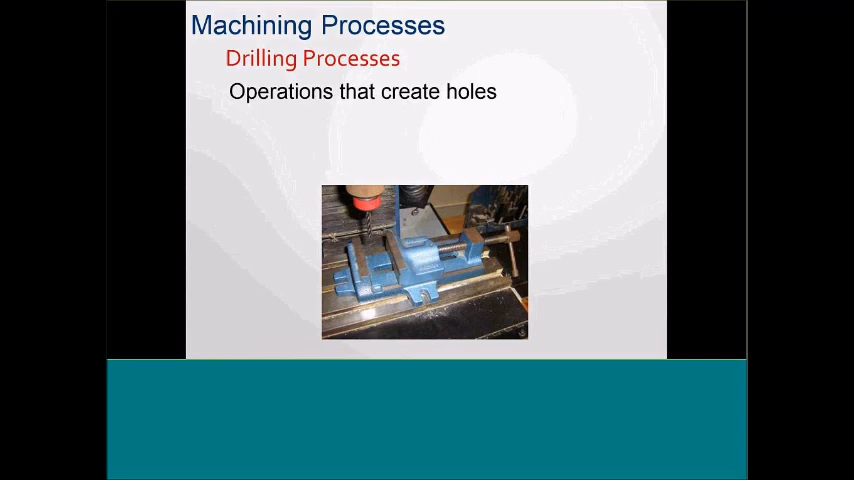 Machining Processes
Drilling Processes
Operations that create holes